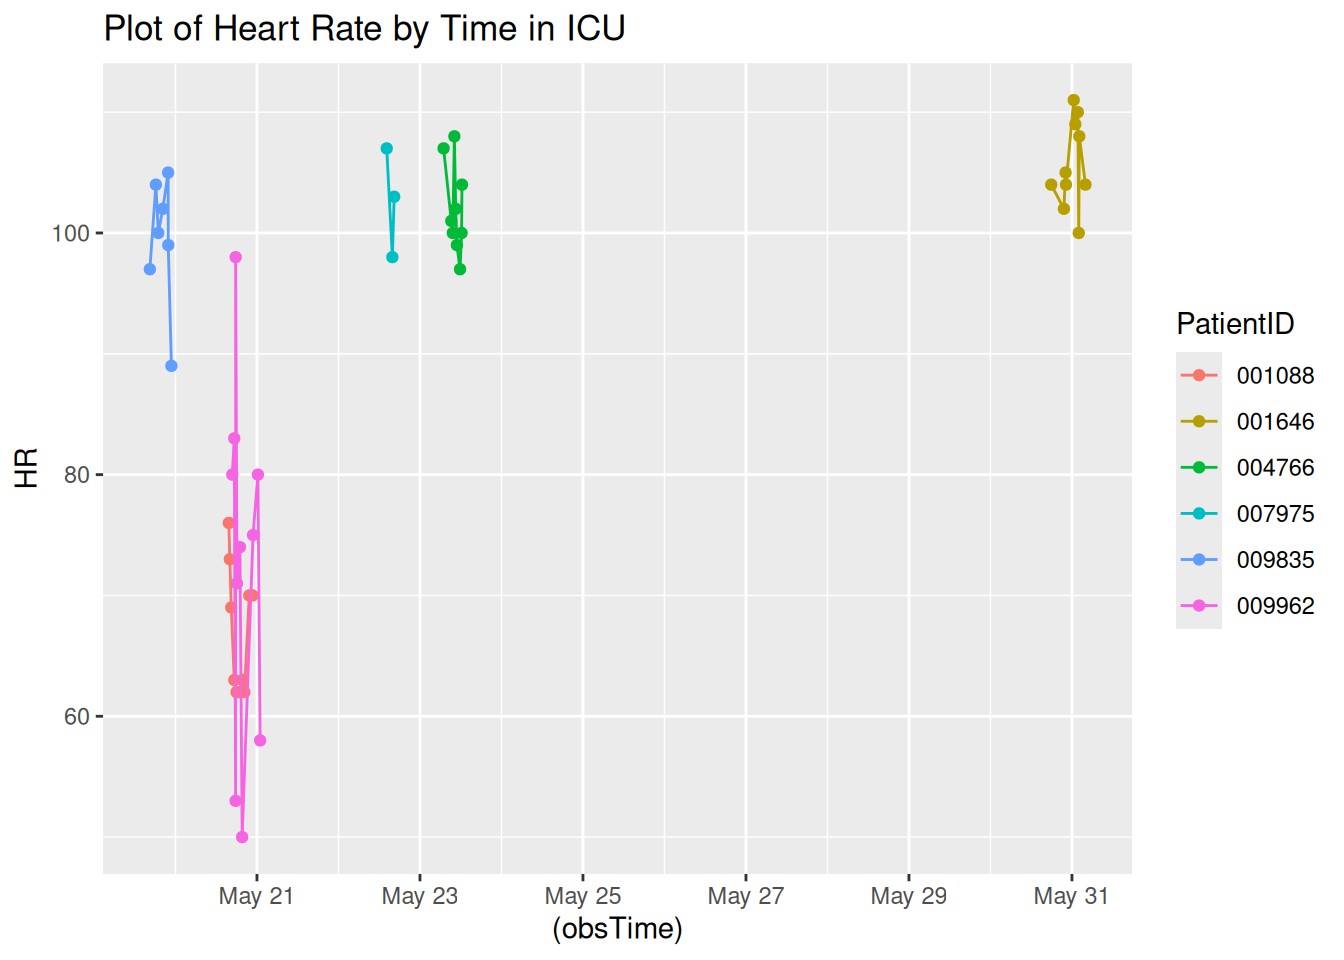 Plot of Heart Rate by Time in ICU
HR
100
80
60
May 21
May 23
May 25
May 27
May 29
May 31
(obsTime)
PatientID
001088
001646
004766
007975
009835
009962